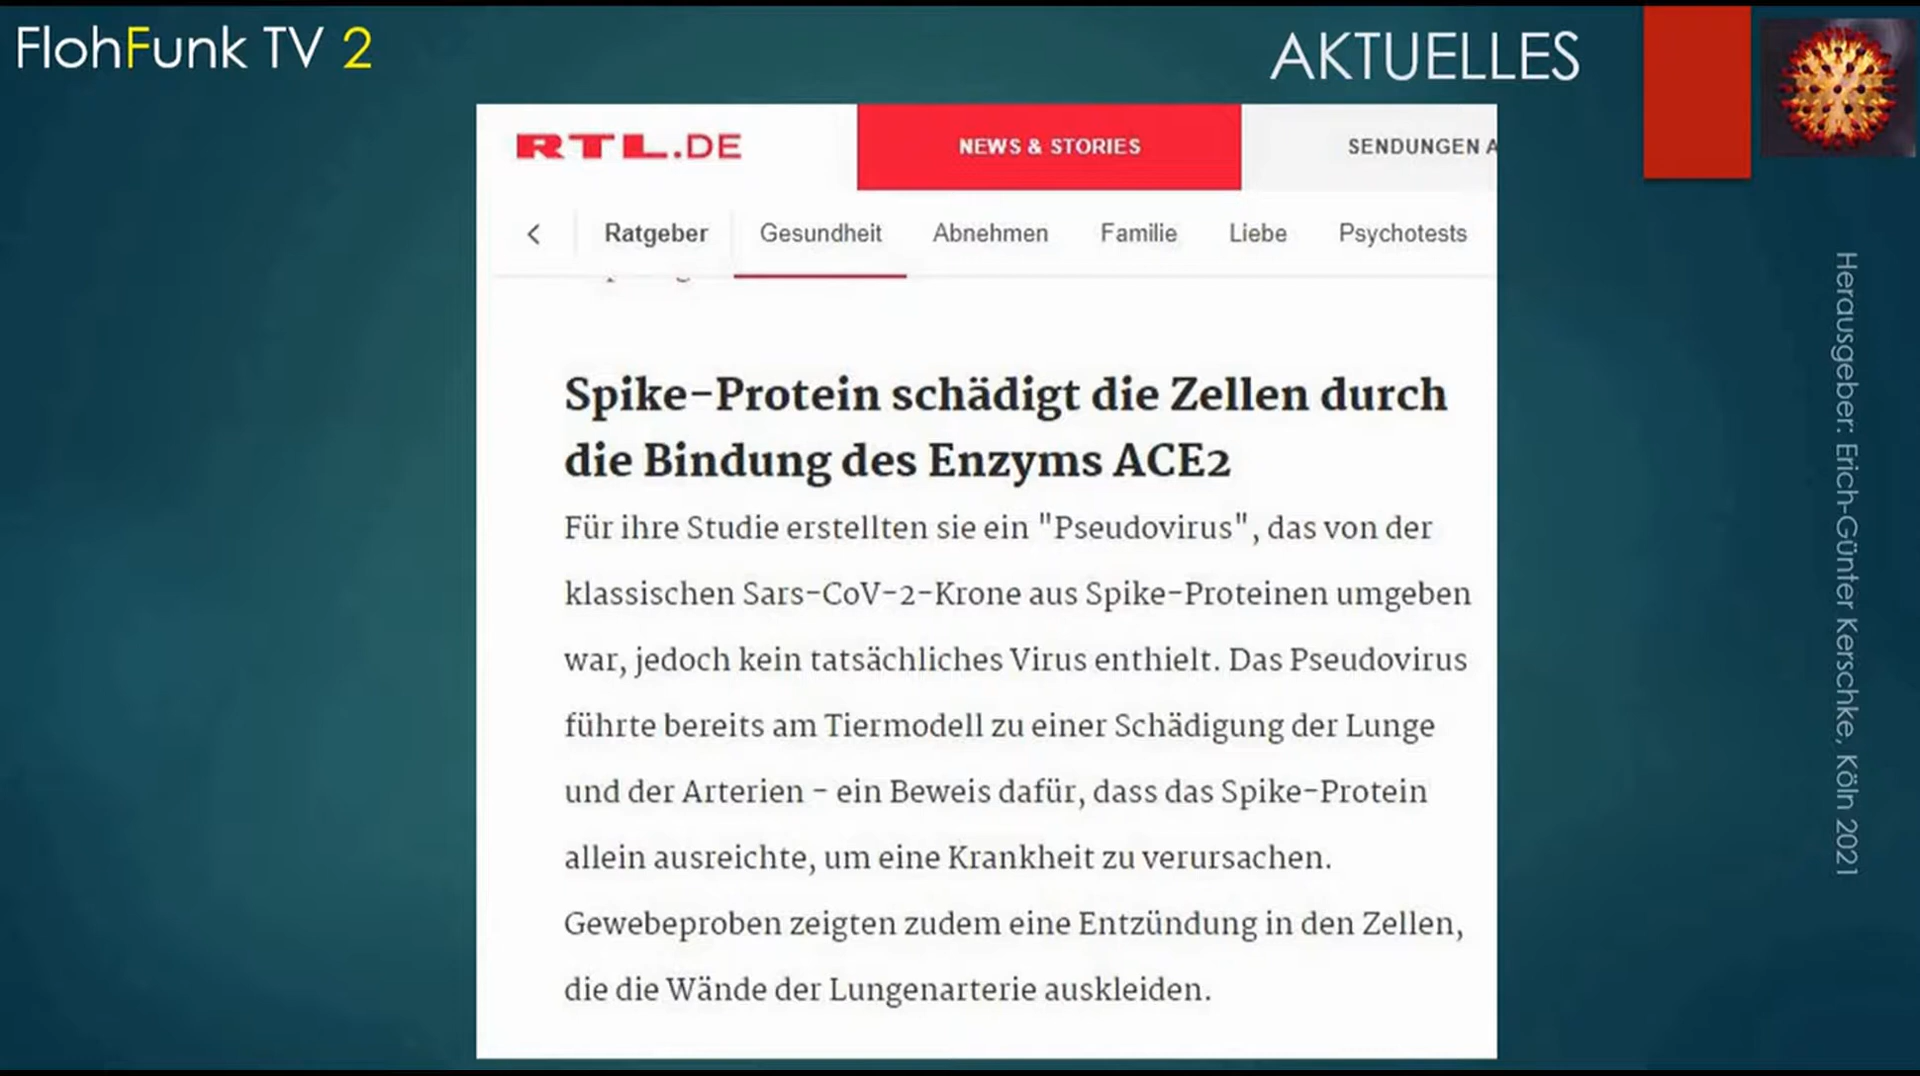 FlohFunk TV 2
AKTUELLES
RTL.DE
NEWS & STORIES
SENDUNGEN A
Ratgeber
Gesundheit
Abnehmen
Familie
Liebe
Psychotests
Spike-Protein schädigt die Zellen durch
die Bindung des Enzyms ACE2
Für ihre Studie erstellten sie ein "Pseudovirus", das von der
klassischen Sars-CoV-2-Krone aus Spike-Proteinen umgeben
war, jedoch kein tatsächliches Virus enthielt. Das Pseudovirus
führte bereits am Tiermodell zu einer Schädigung der Lunge
und der Arterien – ein Beweis dafür, dass das Spike-Protein
allein ausreichte, um eine Krankheit zu verursachen.
Gewebeproben zeigten zudem eine Entzündung in den Zellen,
die die Wände der Lungenarterie auskleiden.
Herausgeber: Erich-Günter Kerschke, Köln 2021